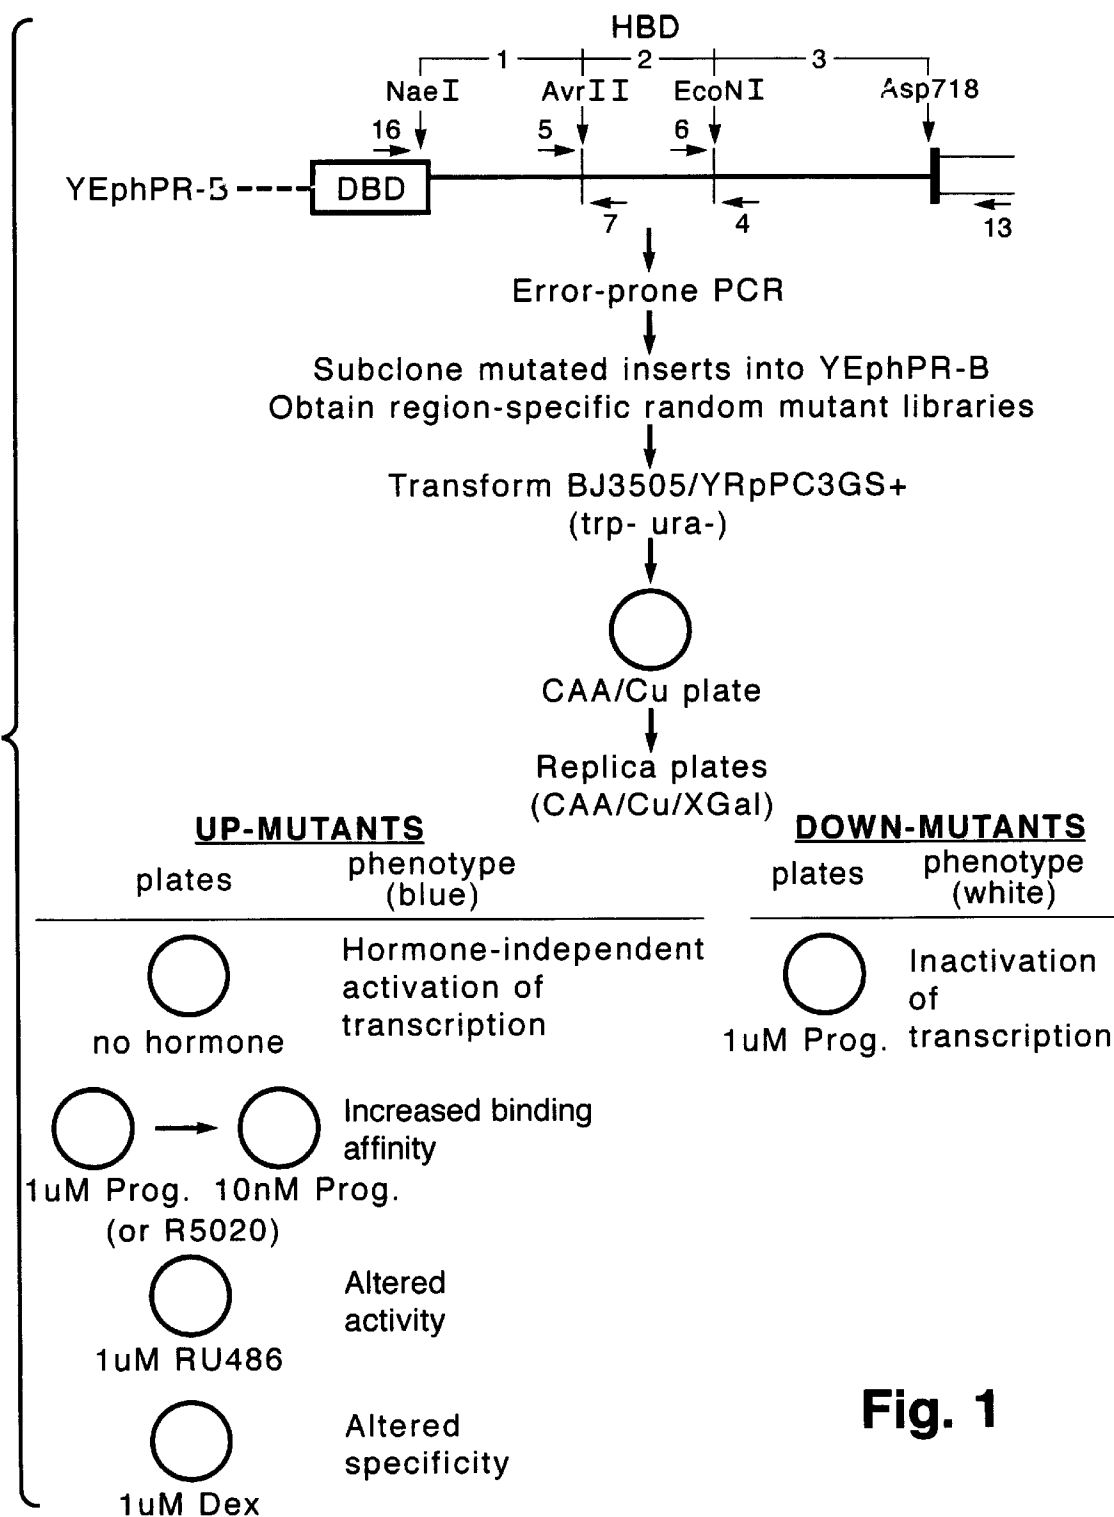 HBD
1 2 3
NaeI AvrII EcoNI Asp718
16 5 6
YEphPR-B DBD
7 4 13
Error-prone PCR
Subclone mutated inserts into YEphPR-B
Obtain region-specific random mutant libraries
Transform BJ3505/YRpPC3GS+
(trp- ura-)
CAA/Cu plate
Replica plates
(CAA/Cu/XGal)
UP-MUTANTS
plates phenotype
(blue)
Hormone-independent
activation of
transcription
no hormone
Increased binding
affinity
1uM Prog. 10nM Prog.
(or R5020)
Altered
activity
1uM RU486
Altered
specificity
1uM Dex
DOWN-MUTANTS
plates phenotype
(white)
Inactivation
of
transcription
1uM Prog.
Fig. 1